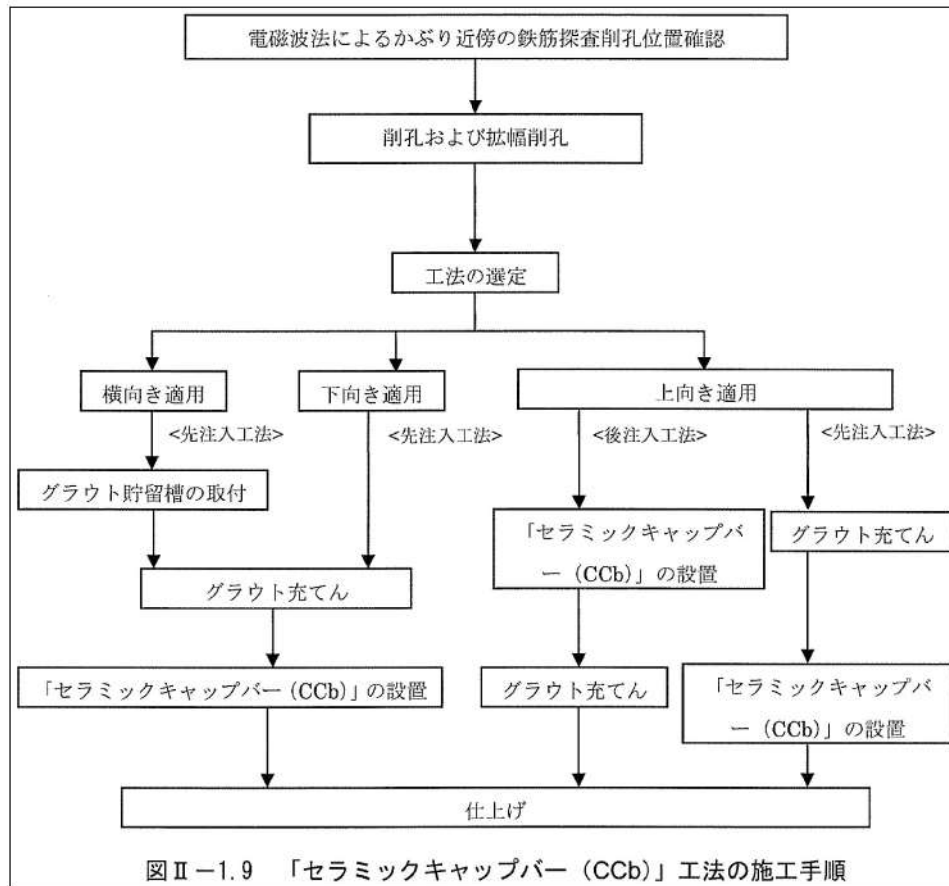 電磁波法によるかぶり近傍の鉄筋探査削孔位置確認
削孔および拡幅削孔
工法の選定
横向き適用
下向き適用
上向き適用
<先注入工法>
<先注入工法>
<後注入工法>
<先注入工法>
グラウト貯留槽の取付
「セラミックキャップバ
ー（CCb）」の設置
グラウト充てん
グラウト充てん
「セラミックキャップバー（CCb）」の設置
グラウト充てん
「セラミックキャップバ
ー（CCb）」の設置
仕上げ
図Ⅱ－1.9　「セラミックキャップバー（CCb）」工法の施工手順